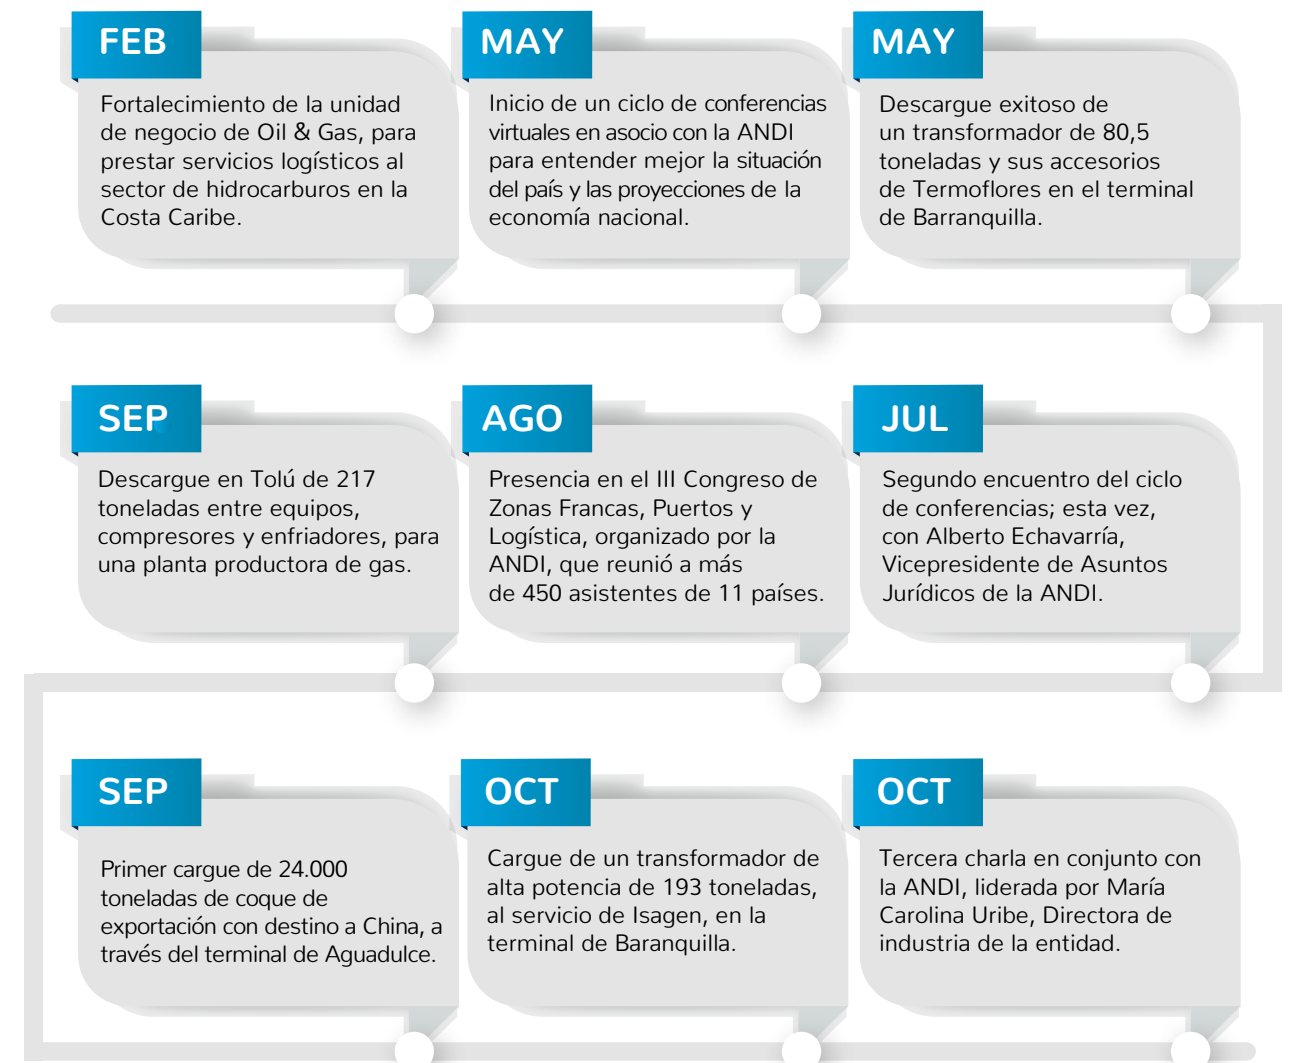 FEB
Fortalecimiento de la unidad
de negocio de Oil & Gas, para
prestar servicios logísticos al
sector de hidrocarburos en la
Costa Caribe.
MAY
Inicio de un ciclo de conferencias
virtuales en asocio con la ANDI
para entender mejor la situación
del país y las proyecciones de la
economía nacional.
MAY
Descargue exitoso de
un transformador de 80,5
toneladas y sus accesorios
de Termoflores en el terminal
de Barranquilla.
JUL
Segundo encuentro del ciclo
de conferencias; esta vez,
con Alberto Echavarría,
Vicepresidente de Asuntos
Jurídicos de la ANDI.
AGO
Presencia en el III Congreso de
Zonas Francas, Puertos y
Logística, organizado por la
ANDI, que reunió a más
de 450 asistentes de 11 países.
SEP
Descargue en Tolú de 217
toneladas entre equipos,
compresores y enfriadores, para
una planta productora de gas.
SEP
Primer cargue de 24.000
toneladas de coque de
exportación con destino a China, a
través del terminal de Aguadulce.
OCT
Cargue de un transformador de
alta potencia de 193 toneladas,
al servicio de Isagen, en la
terminal de Baranquilla.
OCT
Tercera charla en conjunto con
la ANDI, liderada por María
Carolina Uribe, Directora de
industria de la entidad.